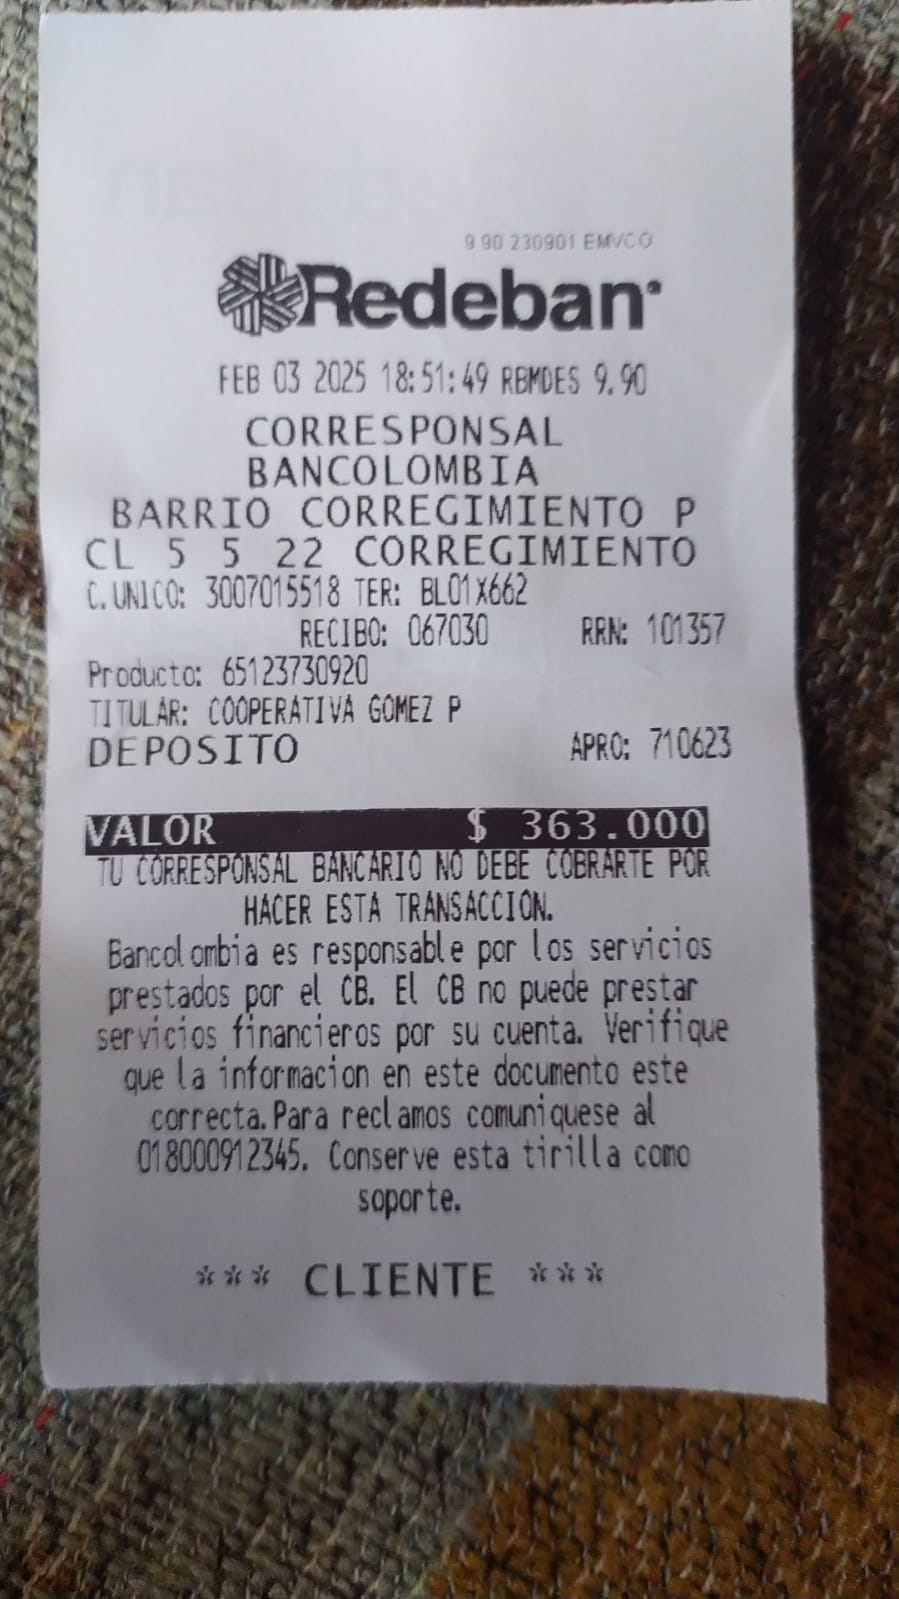 9 90 230901 EMVCO
Redeban
FEB 03 2025 18:51:49 RBMDES 9.90
CORRESPONSAL
BANCOLOMBIA
BARRIO CORREGIMIENTO P
CL 5 5 22 CORREGIMIENTO
C.UNICO: 3007015518 TER: BL01X662
RECIBO: 067030 RRN: 101357
Producto: 65123730920
TITULAR: COOPERATIVA GOMEZ P
DEPOSITO APRO: 710623
VALOR $ 363.000
TU CORRESPONSAL BANCARIO NO DEBE COBRARTE POR
HACER ESTA TRANSACCION.
Bancolombia es responsable por los servicios
prestados por el CB. El CB no puede prestar
servicios financieros por su cuenta. Verifique
que la informacion en este documento este
correcta.Para reclamos comuniquese al
018000912345. Conserve esta tirilla como
soporte.
*** CLIENTE ***